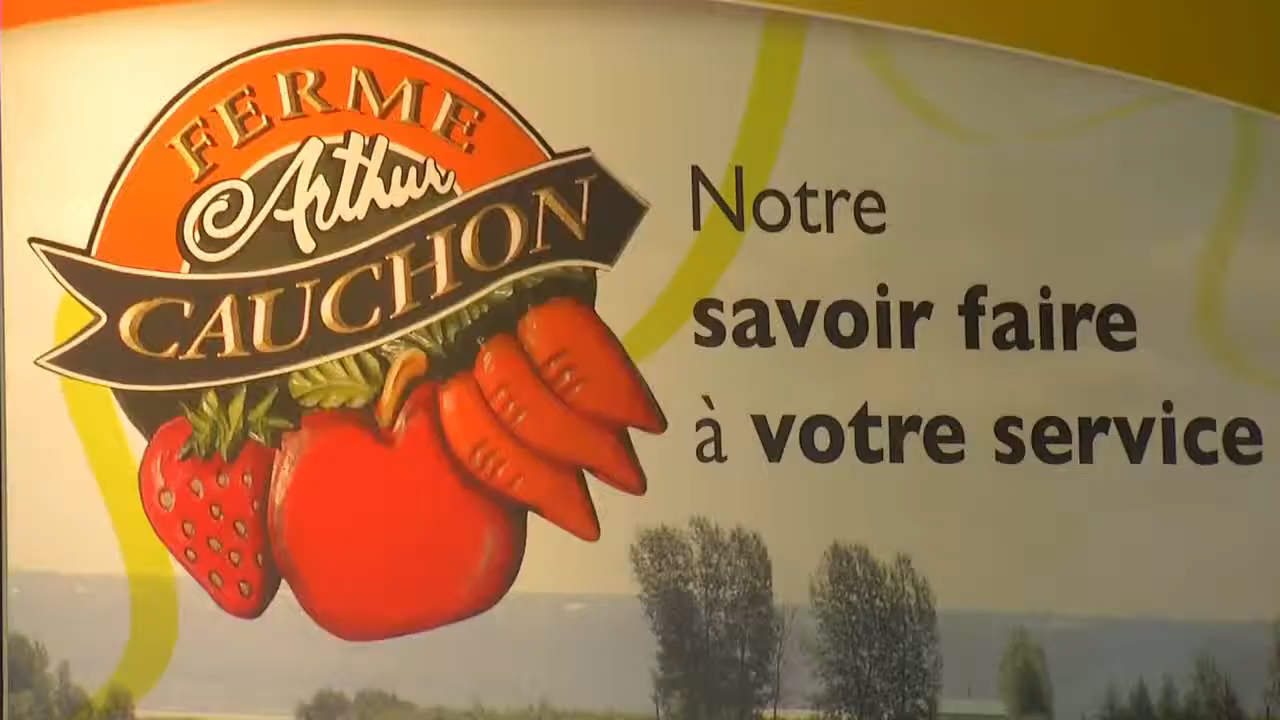 FERME
Arthur
CAUCHON
Notre
savoir faire
à votre service